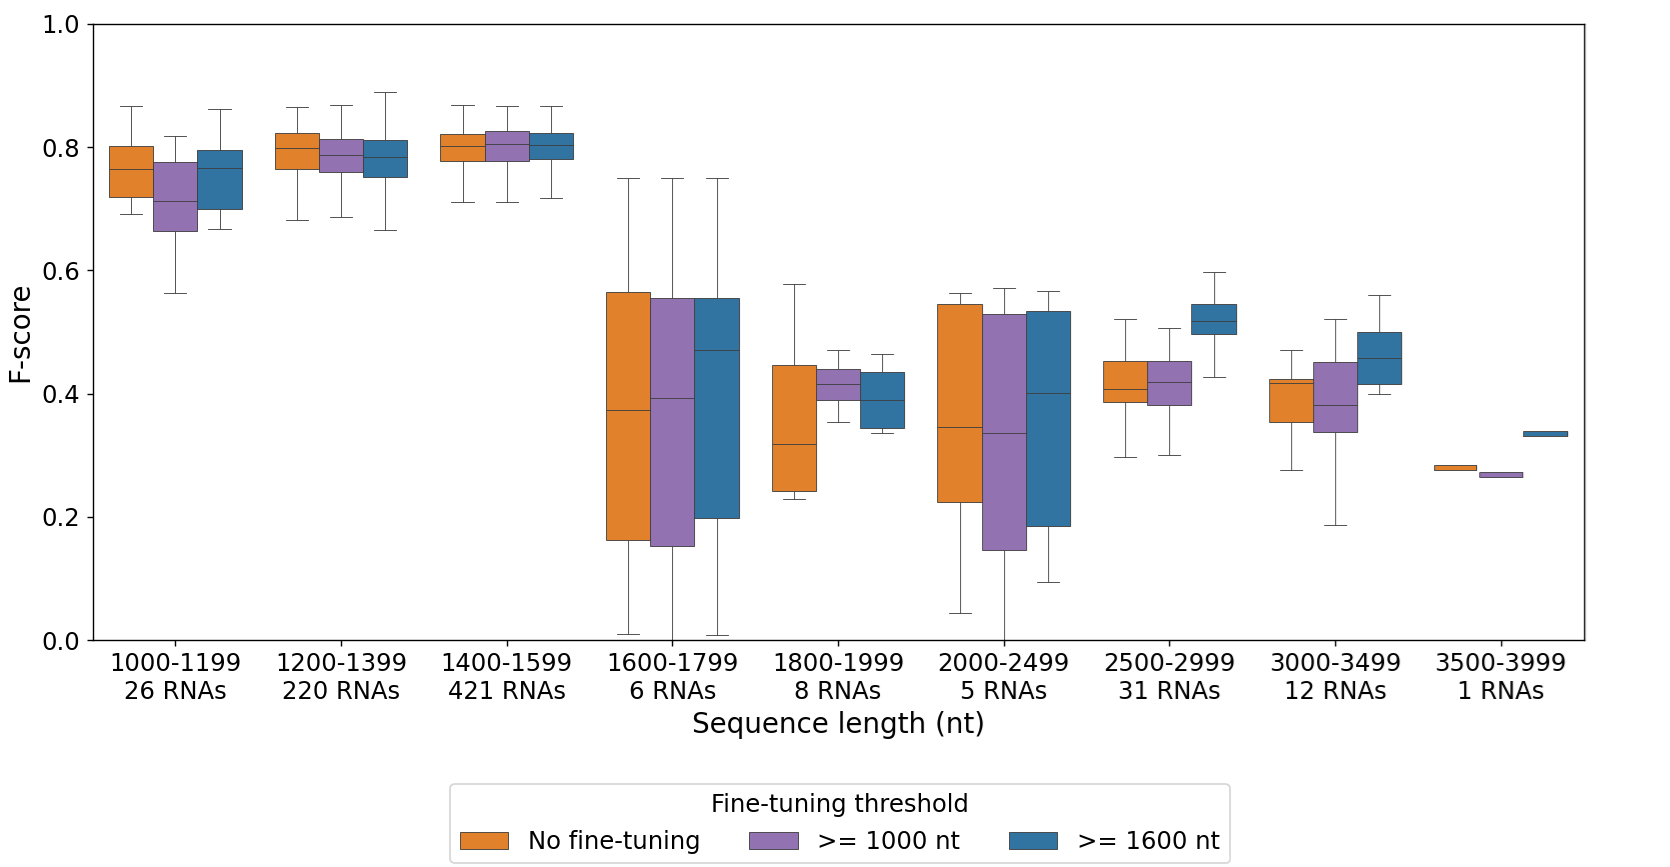 1.0
0.8
0.6
0.4
0.2
0.0
F-score
1000-1199 1200-1399 1400-1599 1600-1799 1800-1999 2000-2499 2500-2999 3000-3499 3500-3999
26 RNAs 220 RNAs 421 RNAs 6 RNAs 8 RNAs 5 RNAs 31 RNAs 12 RNAs 1 RNAs
Sequence length (nt)
Fine-tuning threshold
No fine-tuning >= 1000 nt >= 1600 nt